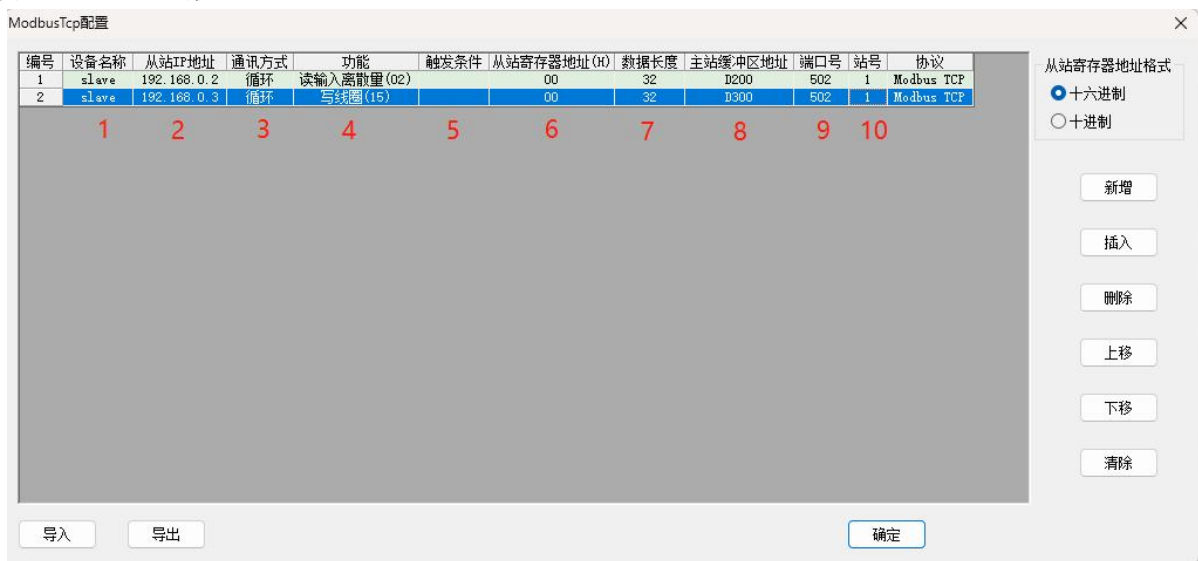 ModbusTcp配置
编号 设备名称 从站IP地址 通讯方式 功能 触发条件 从站寄存器地址(H) 数据长度 主站缓冲区地址 端口号 站号 协议
1 slave 192.168.0.2 循环 读输入离散量(02) 00 32 D200 502 1 Modbus TCP
2 slave 192.168.0.3 循环 写线圈(15) 00 32 D300 502 1 Modbus TCP
1 2 3 4 5 6 7 8 9 10
从站寄存器地址格式
十六进制
十进制
新增
插入
删除
上移
下移
清除
导入 导出 确定